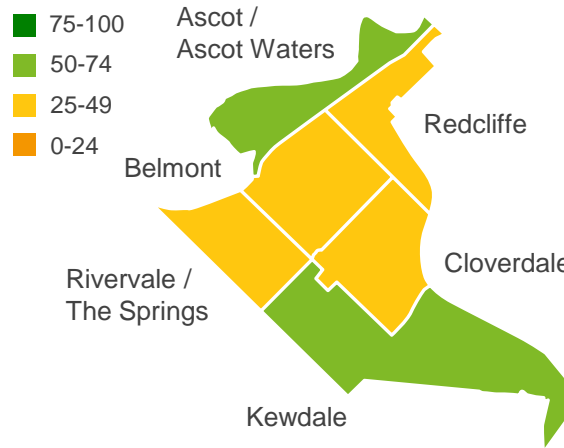 75-100
50-74
25-49
0-24
Ascot /
Ascot Waters
Redcliffe
Belmont
Cloverdale
Rivervale /
The Springs
Kewdale